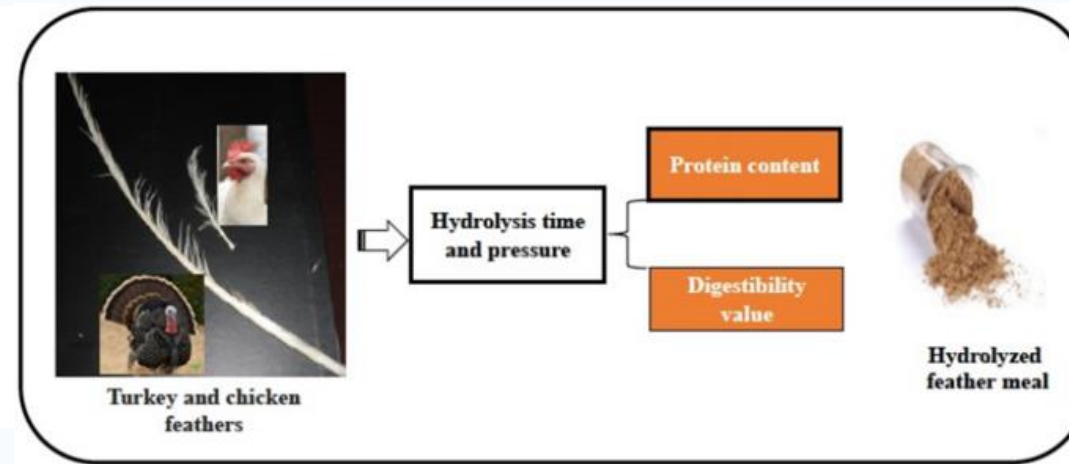 Turkey and chicken
feathers
Hydrolysis time
and pressure
Protein content
Digestibility
value
Hydrolyzed
feather meal